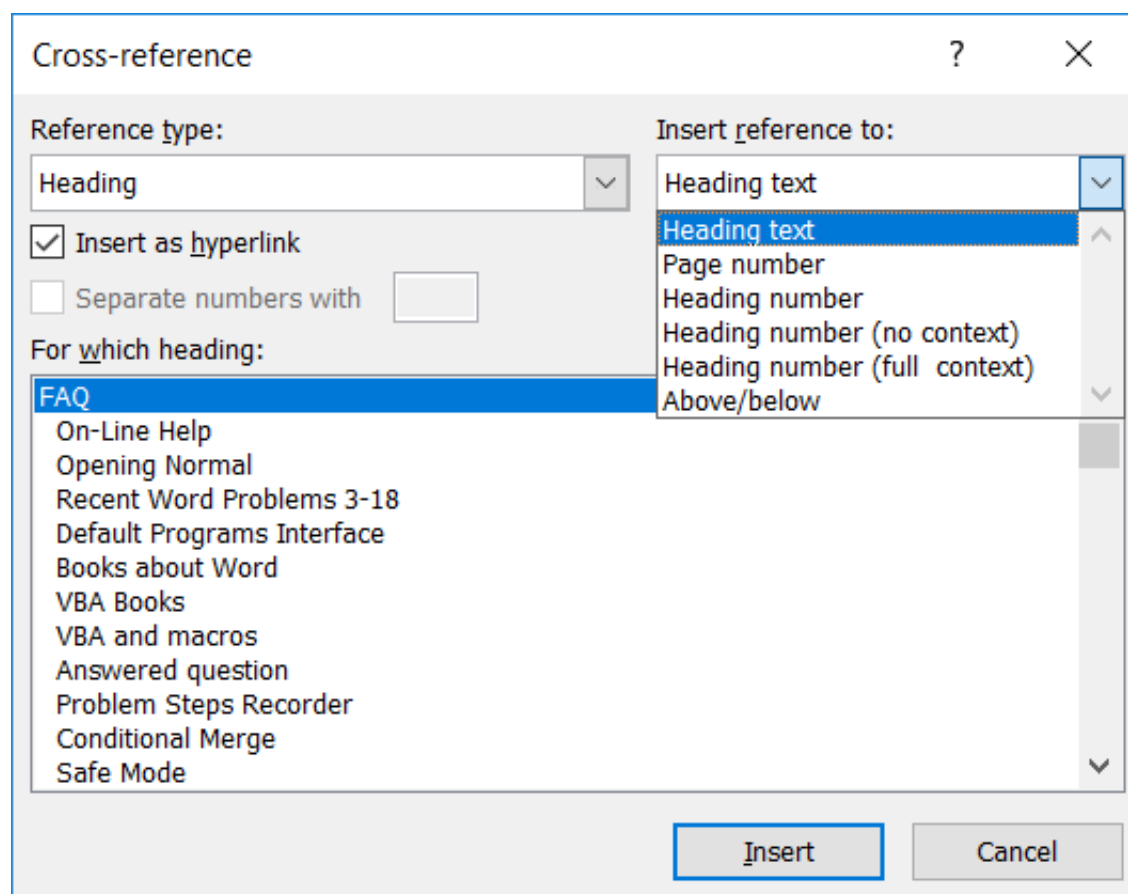 Cross-reference ?
Reference type:
Heading
Insert as hyperlink
Separate numbers with
For which heading:
Insert reference to:
Heading text
Heading text
Page number
Heading number
Heading number (no context)
Heading number (full  context)
Above/below
FAQ
On-Line Help
Opening Normal
Recent Word Problems 3-18
Default Programs Interface
Books about Word
VBA Books
VBA and macros
Answered question
Problem Steps Recorder
Conditional Merge
Safe Mode
Insert
Cancel